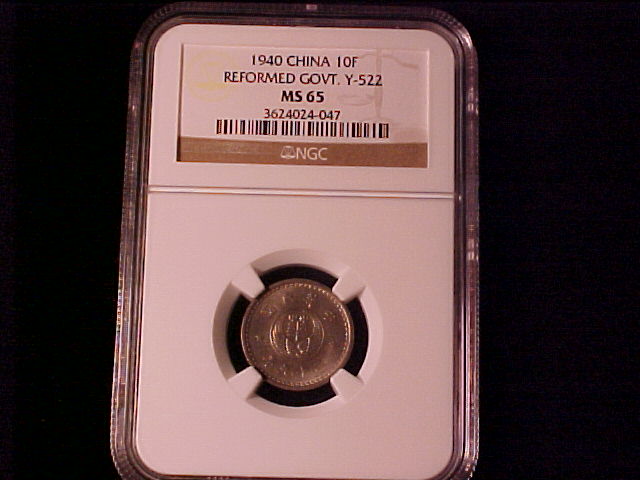 1940 CHINA 10F
REFORMED GOVT. Y-522
MS 65
3624024-047
NGC